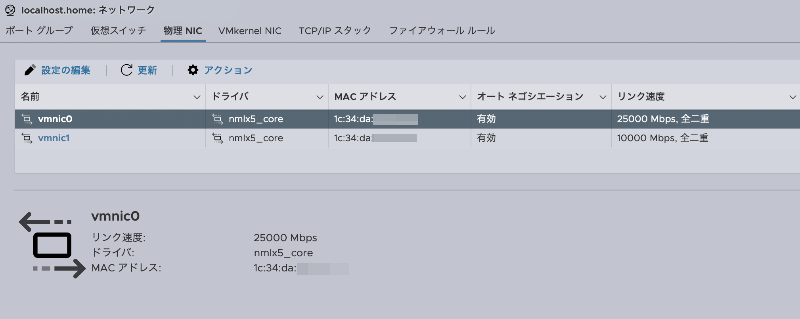 localhost.home: ネットワーク
ポート グループ 仮想スイッチ 物理 NIC VMkernel NIC TCP/IP スタック ファイアウォール ルール
設定の編集 更新 アクション
名前 ドライバ MAC アドレス オート ネゴシエーション リンク速度
vmnic0 nmlx5_core 1c:34:da: 有効 25000 Mbps, 全二重
vmnic1 nmlx5_core 1c:34:da: 有効 10000 Mbps, 全二重
vmnic0
リンク速度: 25000 Mbps
ドライバ: nmlx5_core
MAC アドレス: 1c:34:da: